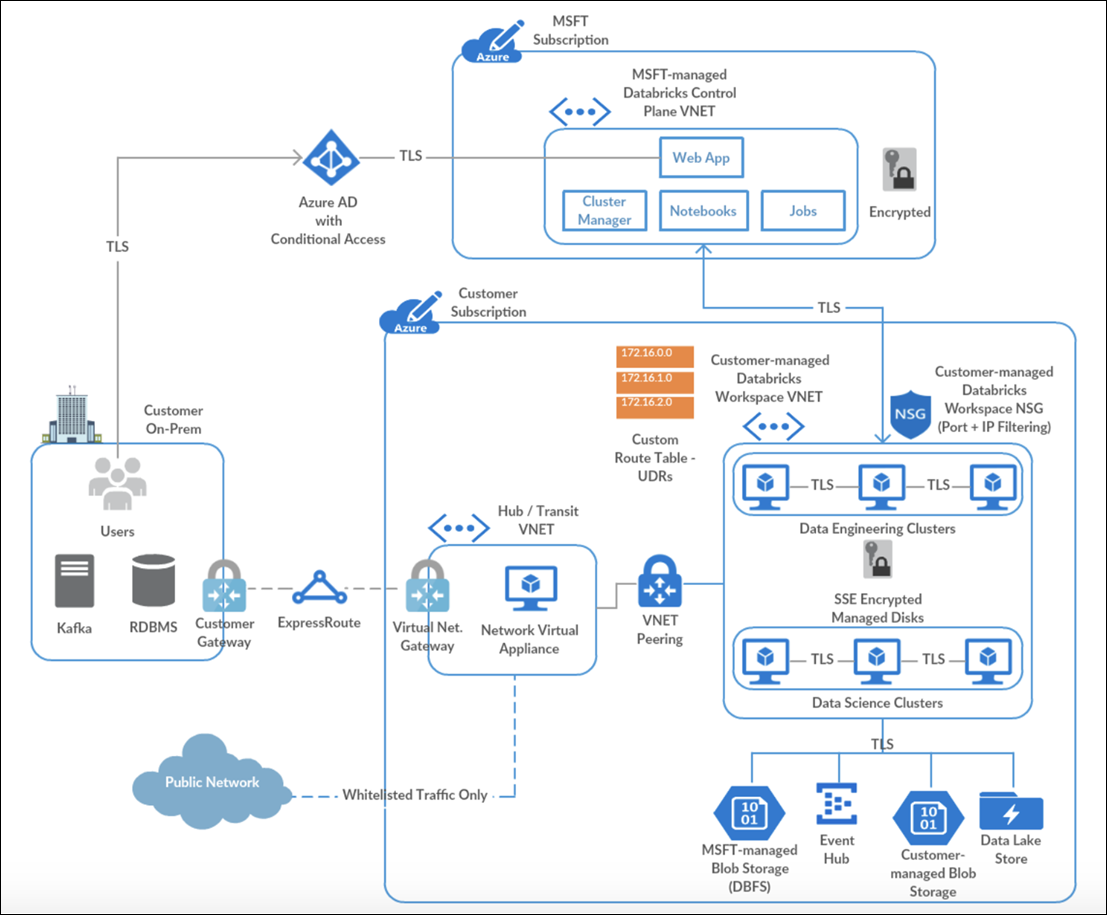 MSFT
Subscription
Azure
MSFT-managed
Databricks Control
Plane VNET
Web App
Cluster
Manager
Notebooks
Jobs
Encrypted
TLS
Azure AD
with
Conditional Access
TLS
TLS
Customer
Subscription
Azure
172.16.0.0
172.16.1.0
172.16.2.0
Custom
Route Table -
UDRs
Customer-managed
Databricks
Workspace VNET
NSG
Customer-managed
Databricks
Workspace NSG
(Port + IP Filtering)
Customer
On-Prem
Users
Kafka
RDBMS
Customer
Gateway
ExpressRoute
Hub / Transit
VNET
Virtual Net.
Gateway
Network Virtual
Appliance
VNET
Peering
TLS
TLS
Data Engineering Clusters
SSE Encrypted
Managed Disks
TLS
TLS
Data Science Clusters
TLS
Public Network
Whitelisted Traffic Only
10
01
MSFT-managed
Blob Storage
(DBFS)
Event
Hub
10
01
Customer-
managed Blob
Storage
Data Lake
Store